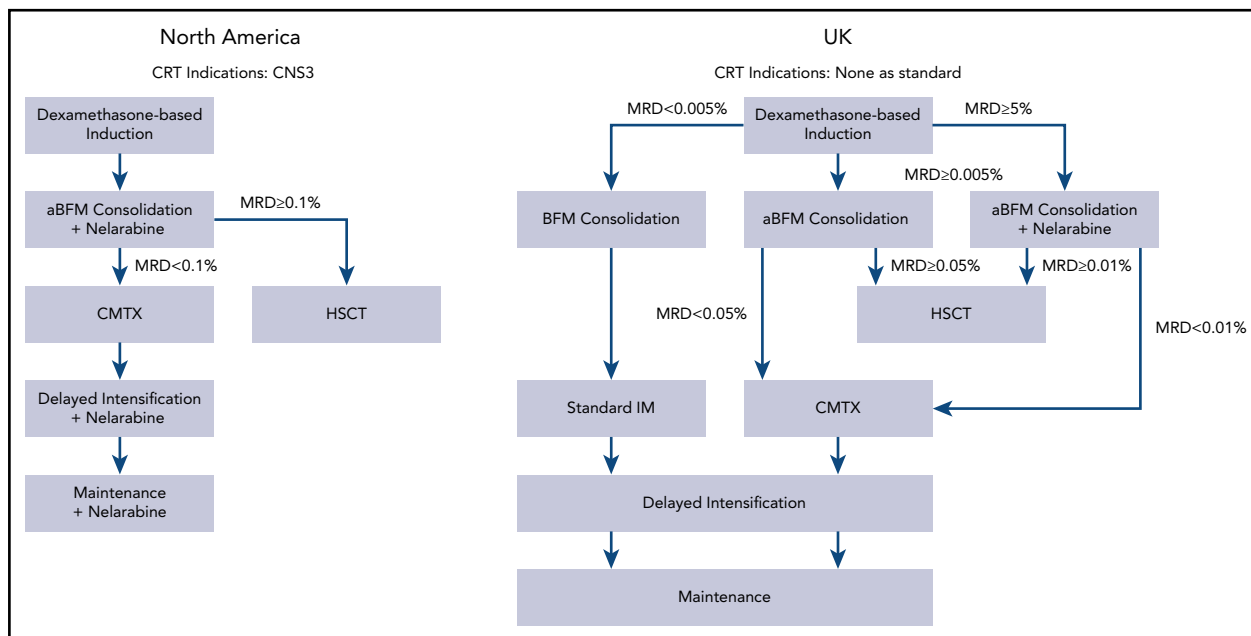 North America
CRT Indications: CNS3
Dexamethasone-based
Induction
aBFM Consolidation
+ Nelarabine
MRD≥0.1%
MRD<0.1%
CMTX
HSCT
Delayed Intensification
+ Nelarabine
Maintenance
+ Nelarabine
UK
CRT Indications: None as standard
MRD<0.005%
Dexamethasone-based
Induction
MRD≥5%
MRD≥0.005%
BFM Consolidation
aBFM Consolidation
aBFM Consolidation
+ Nelarabine
MRD≥0.05%
MRD≥0.01%
MRD<0.05%
HSCT
MRD<0.01%
Standard IM
CMTX
Delayed Intensification
Maintenance